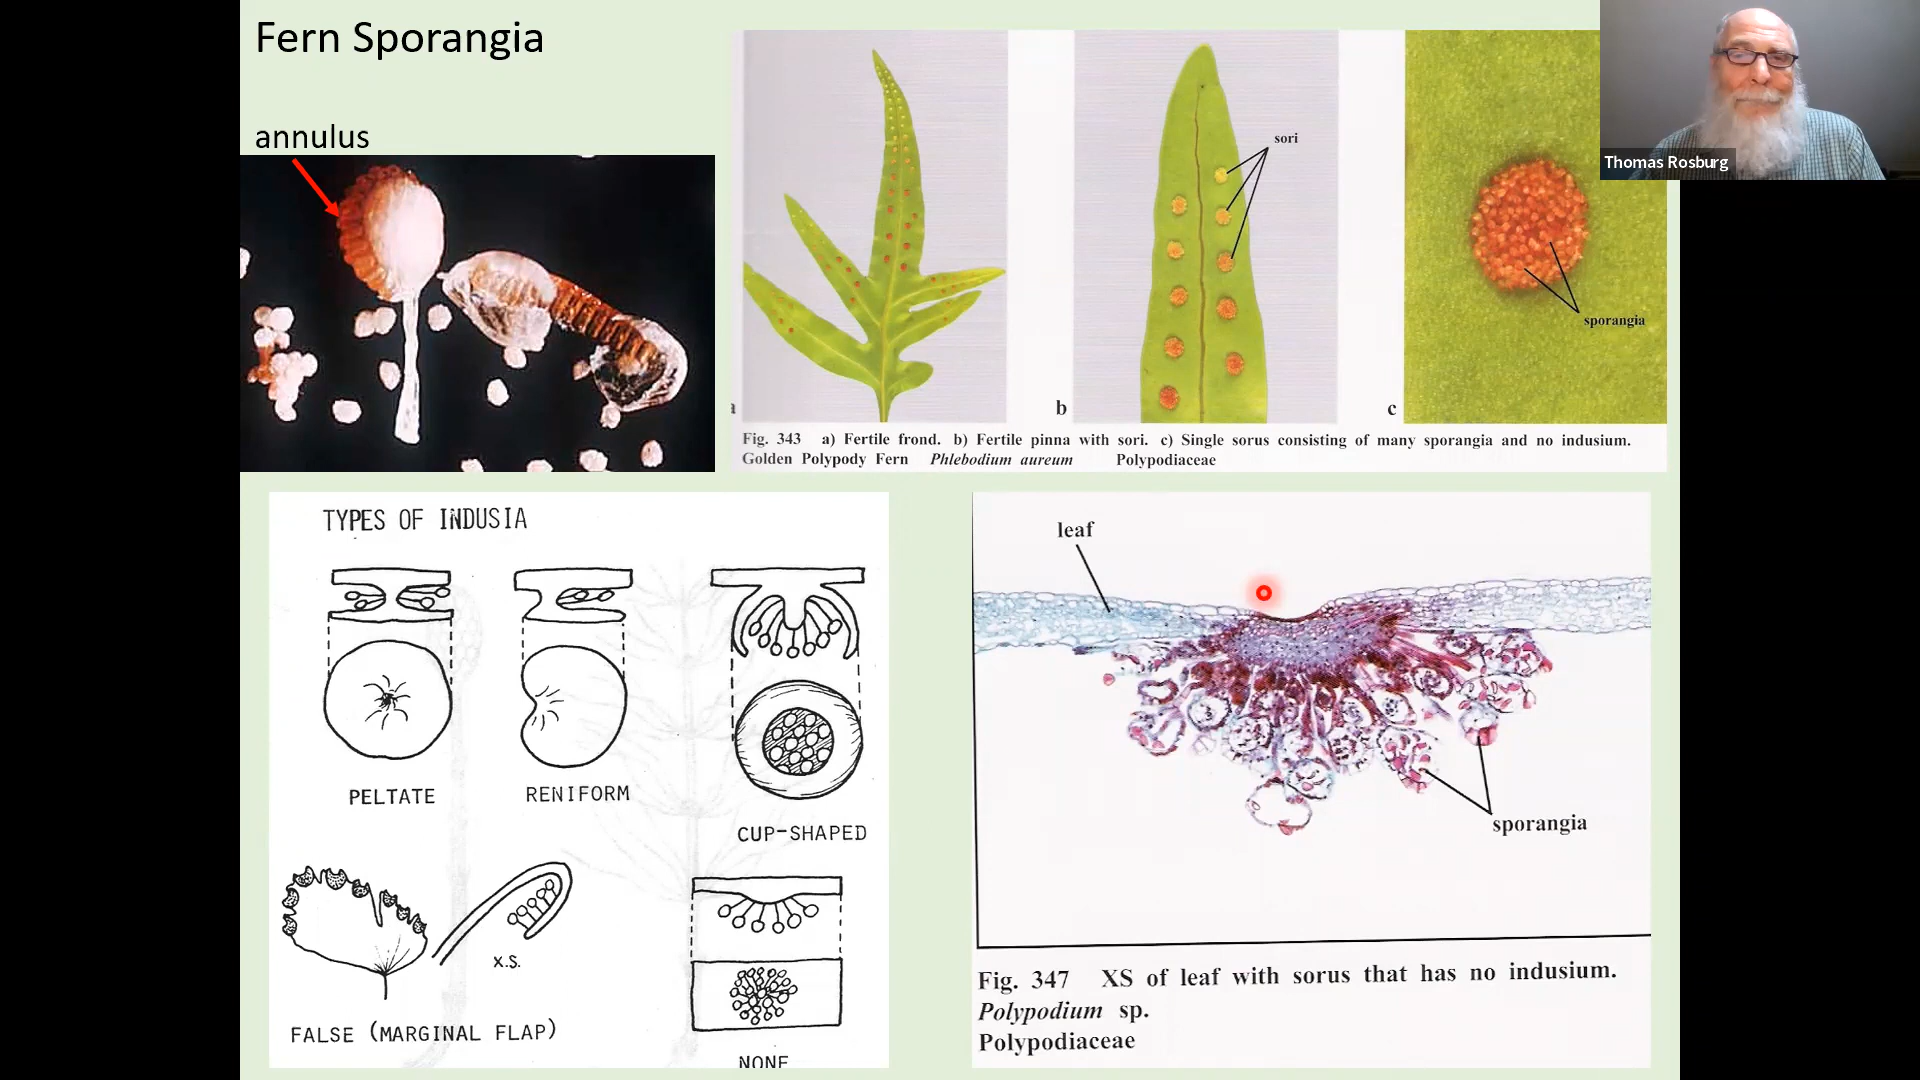 Fern Sporangia
annulus
sori
sporangia
a
b
c
Fig. 343 a) Fertile frond. b) Fertile pinna with sori. c) Single sorus consisting of many sporangia and no indusium.
Golden Polypody Fern Phlebodium aureum Polypodiaceae
Thomas Rosburg
TYPES OF INDUSIA
PELTATE
RENIFORM
CUP-SHAPED
X.S.
FALSE (MARGINAL FLAP)
NONE
leaf
sporangia
Fig. 347 XS of leaf with sorus that has no indusium.
Polypodium sp.
Polypodiaceae